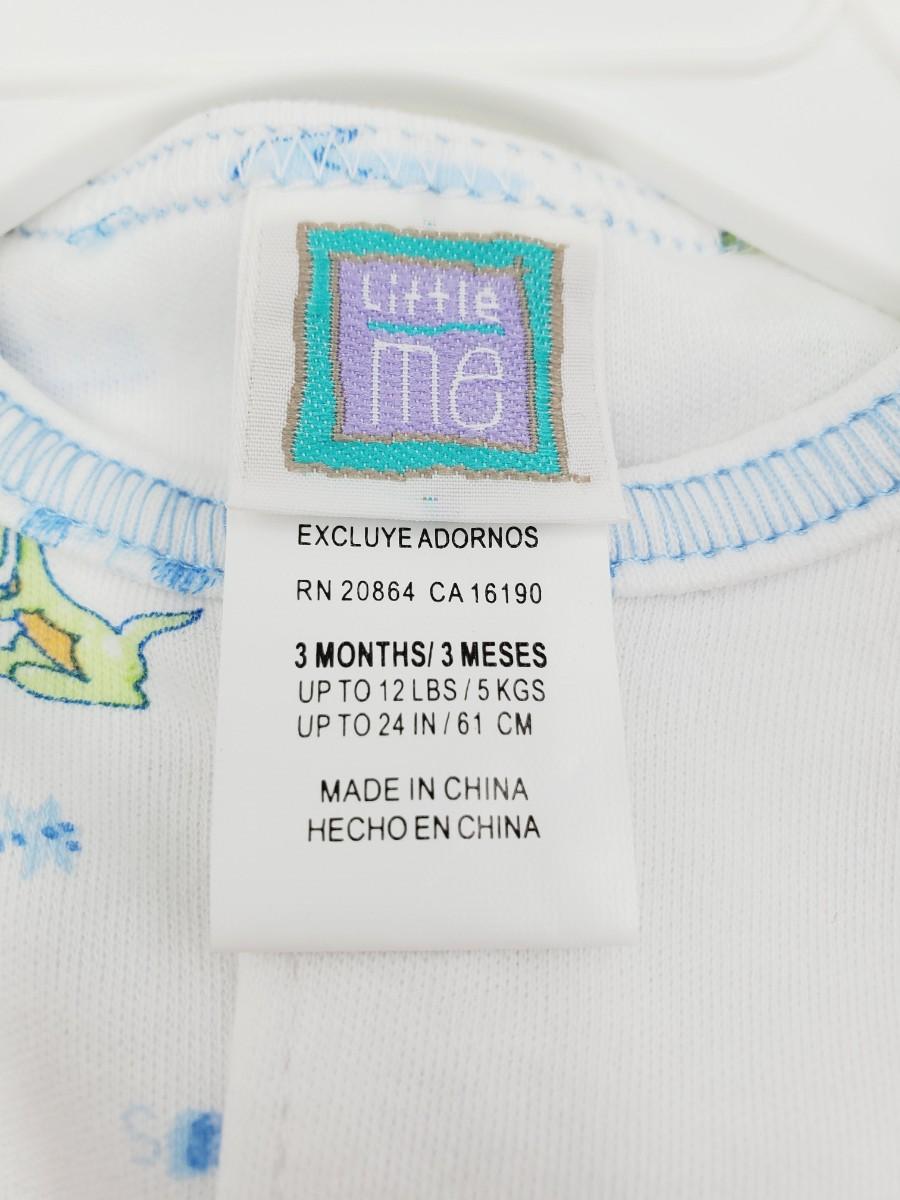 Little
me
EXCLUYE ADORNOS
RN 20864 CA 16190
3 MONTHS/ 3 MESES
UP TO 12 LBS / 5 KGS
UP TO 24 IN / 61 CM
MADE IN CHINA
HECHO EN CHINA
S